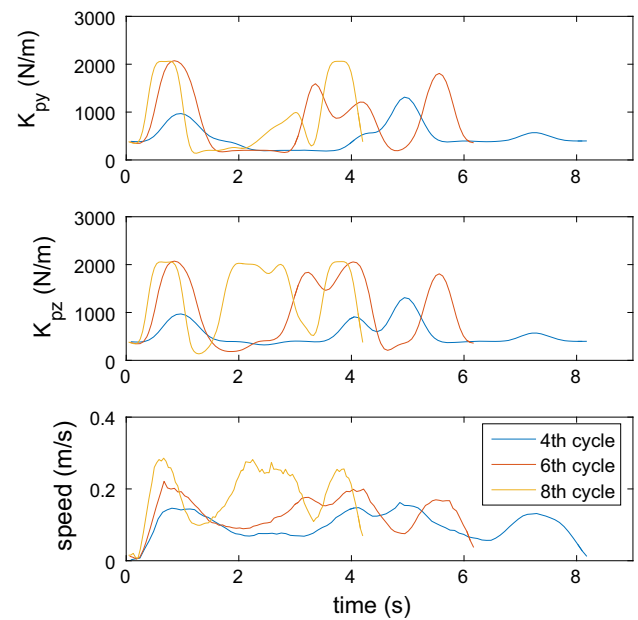 3000
2000
1000
0
K_py (N/m)
0 2 4 6 8
3000
2000
1000
0
K_pz (N/m)
0 2 4 6 8
0.4
0.2
0
speed (m/s)
4th cycle
6th cycle
8th cycle
0 2 4 6 8
time (s)